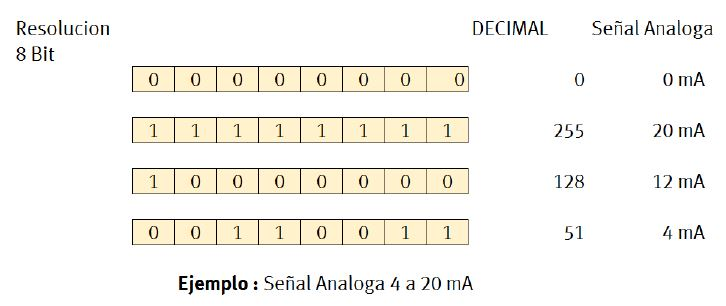 Resolucion DECIMAL Señal Analoga
8 Bit
0 0 0 0 0 0 0 0 0 0 mA
1 1 1 1 1 1 1 1 255 20 mA
1 0 0 0 0 0 0 0 128 12 mA
0 0 1 1 0 0 1 1 51 4 mA
Ejemplo : Señal Analoga 4 a 20 mA